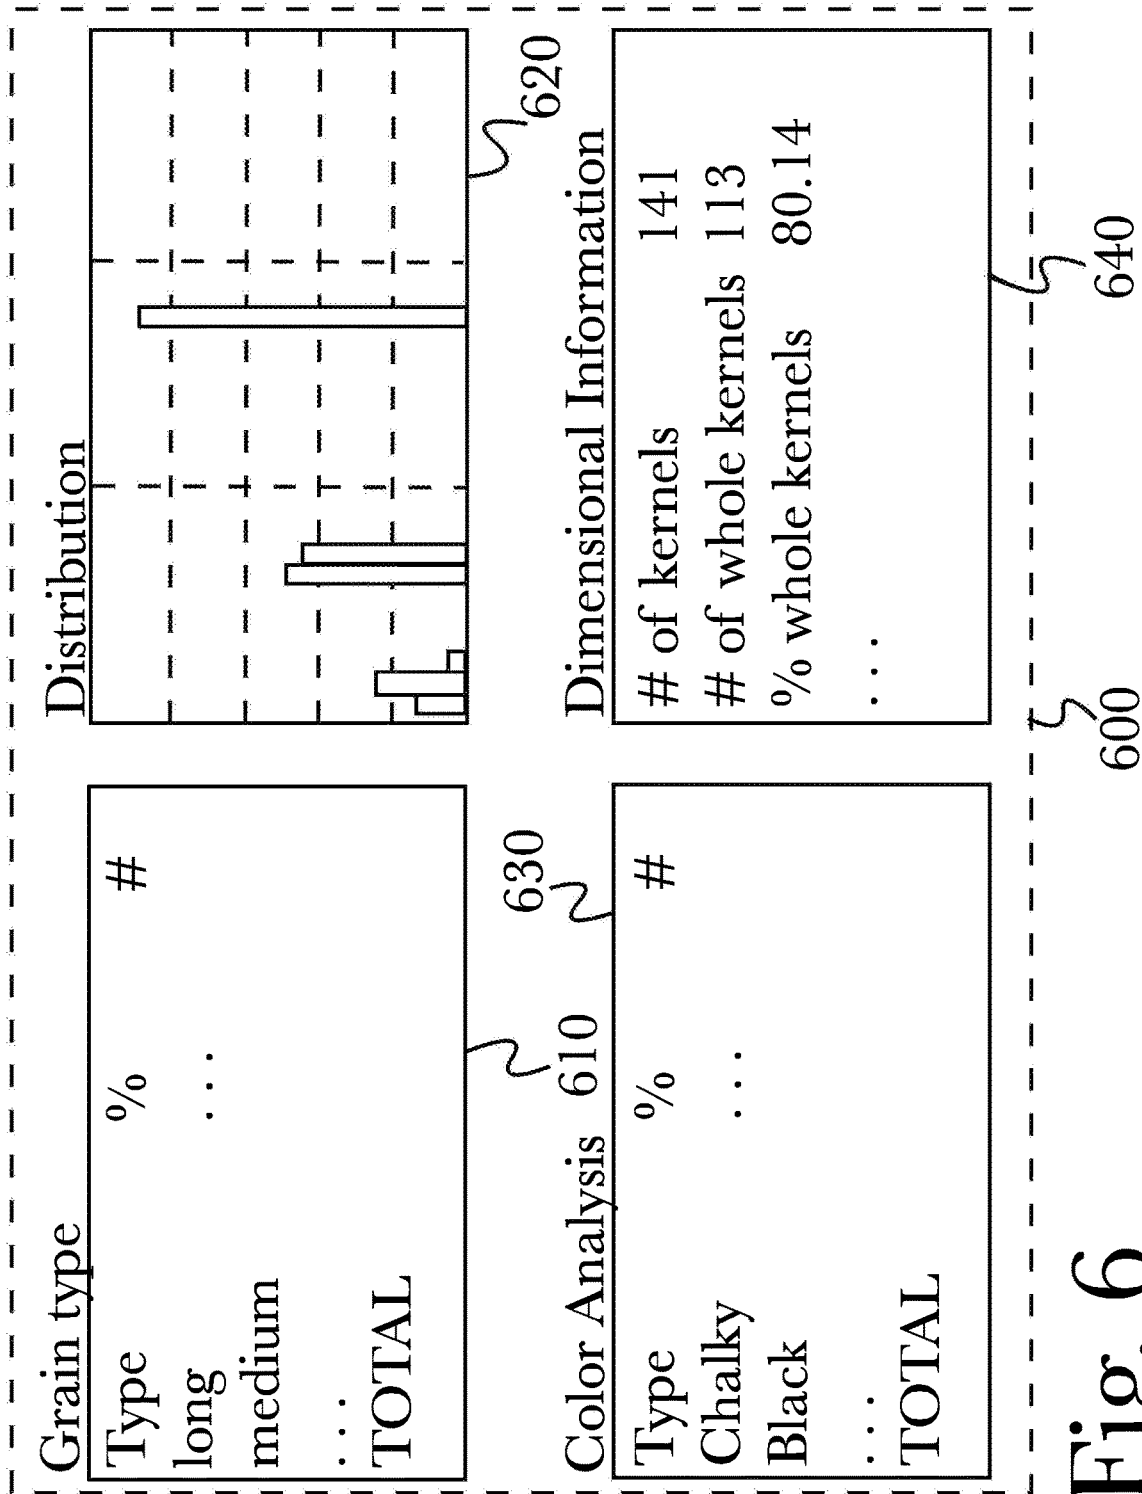 Grain type
Type % #
long . . .
medium
. . .
TOTAL
610
Distribution
620
Color Analysis
630
Type % #
Chalky . . .
Black
. . .
TOTAL
Dimensional Information
# of kernels 141
# of whole kernels 113
% whole kernels 80.14
. . .
640
600
Fig. 6